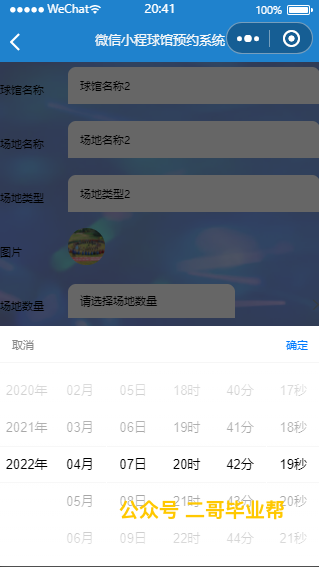 WeChat 20:41 100%
微信小程球馆预约系统
球馆名称 球馆名称2
场地名称 场地名称2
场地类型 场地类型2
图片
场地数量 请选择场地数量
取消 确定
2020年 02月 05日 18时 40分 17秒
2021年 03月 06日 19时 41分 18秒
2022年 04月 07日 20时 42分 19秒
05月 08日 21时 43分 20秒
公众号 二哥毕业帮
06月 09日 22时 44分 21秒